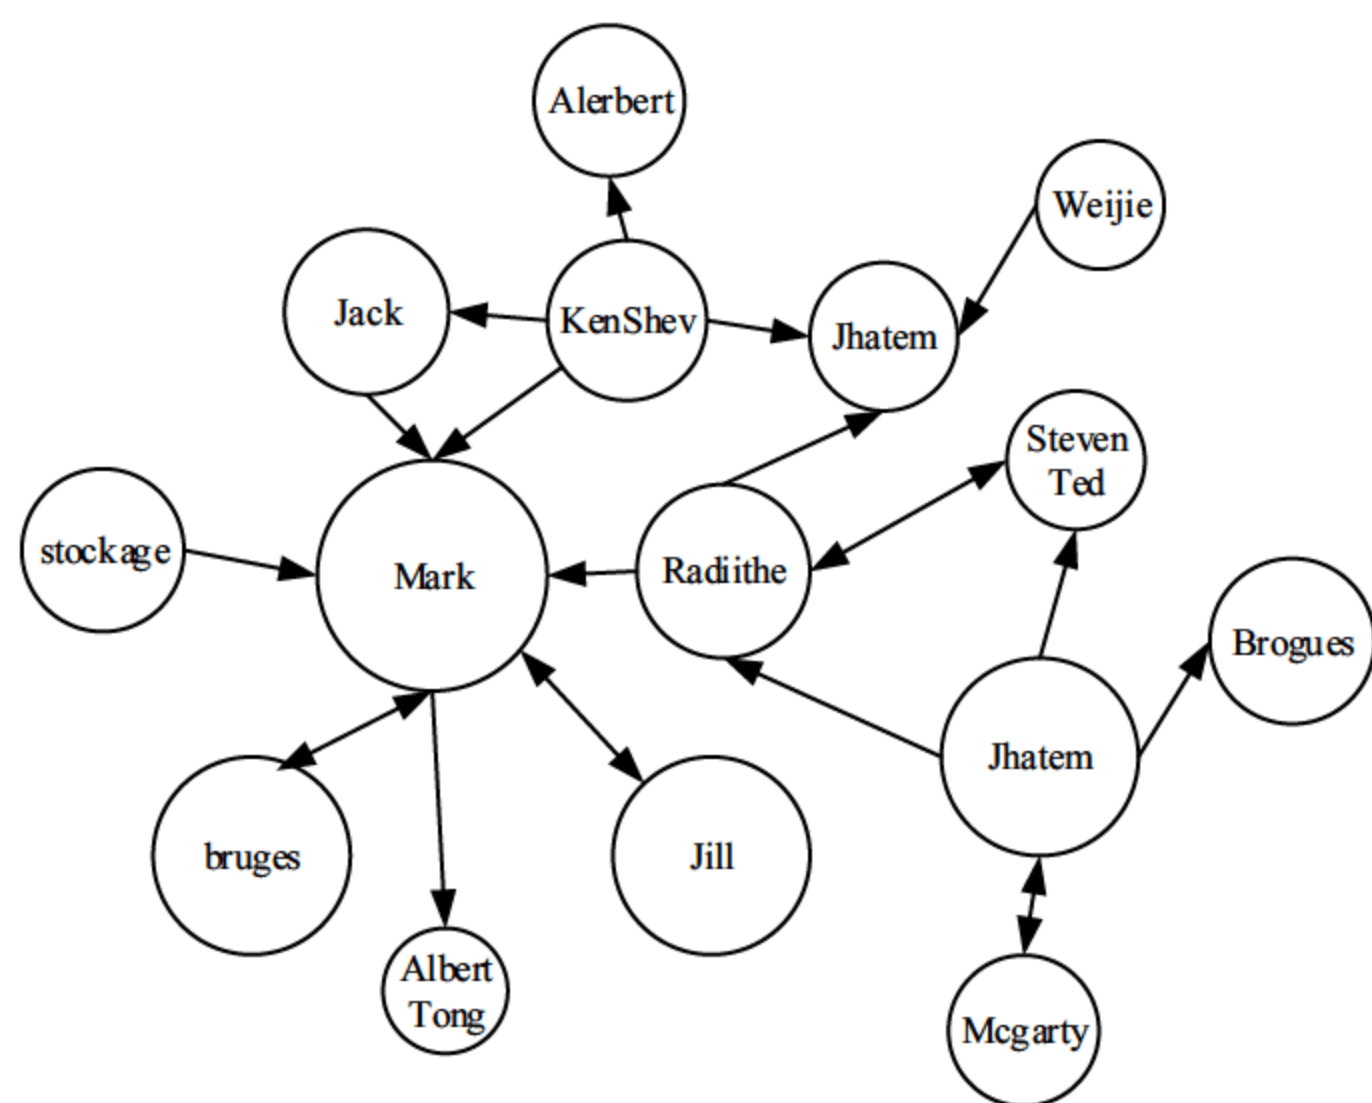 Alerbert
Weijie
Jack
KenShev
Jhatem
Steven
Ted
stockage
Mark
Radiithe
Brogues
Jhatem
bruges
Jill
Albert
Tong
Mcgarty